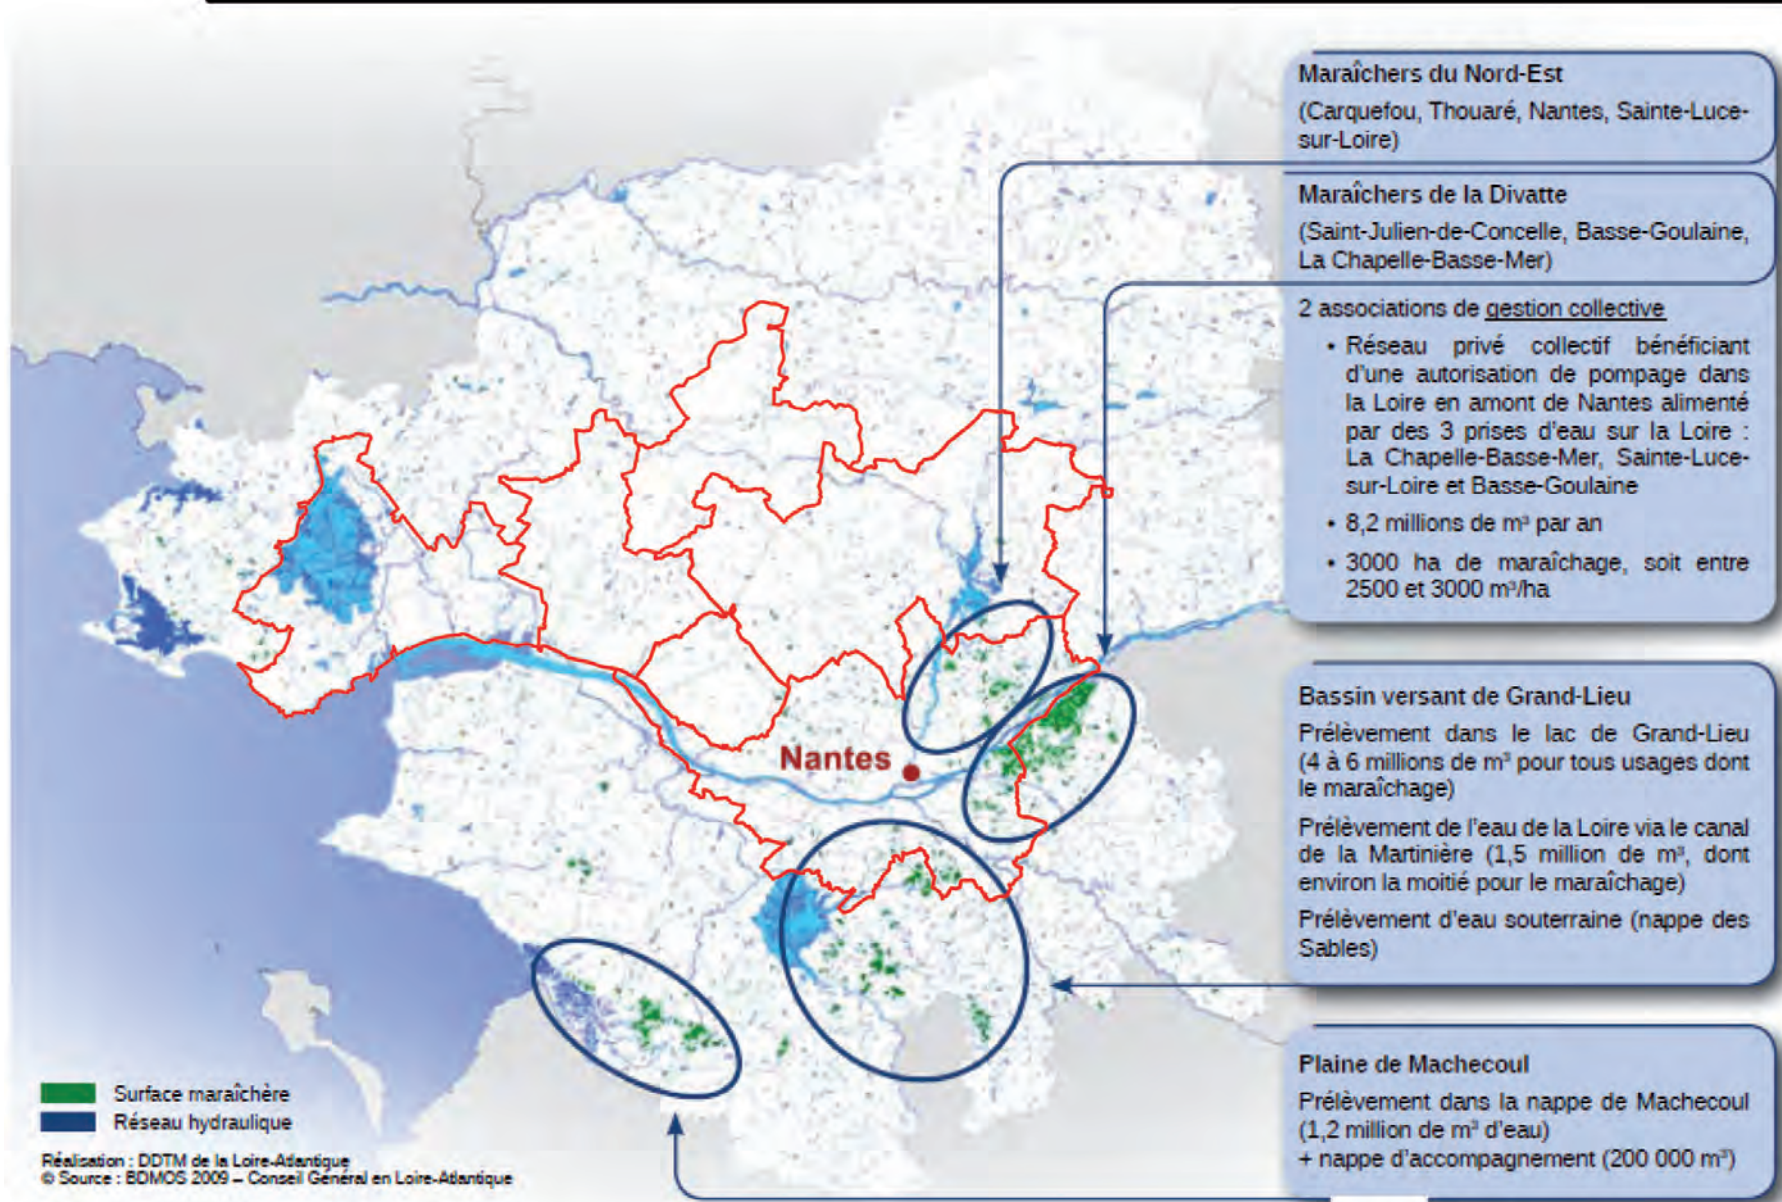 Maraîchers du Nord-Est
(Carquefou, Thouaré, Nantes, Sainte-Luce-
sur-Loire)
Maraîchers de la Divatte
(Saint-Julien-de-Concelle, Basse-Goulaine,
La Chapelle-Basse-Mer)
2 associations de gestion collective
• Réseau privé collectif bénéficiant
d'une autorisation de pompage dans
la Loire en amont de Nantes alimenté
par des 3 prises d'eau sur la Loire :
La Chapelle-Basse-Mer, Sainte-Luce-
sur-Loire et Basse-Goulaine
• 8,2 millions de m³ par an
• 3000 ha de maraîchage, soit entre
2500 et 3000 m³/ha
Bassin versant de Grand-Lieu
Prélèvement dans le lac de Grand-Lieu
(4 à 6 millions de m³ pour tous usages dont
le maraîchage)
Prélèvement de l'eau de la Loire via le canal
de la Martinière (1,5 million de m³, dont
environ la moitié pour le maraîchage)
Prélèvement d'eau souterraine (nappe des
Sables)
Plaine de Machecoul
Prélèvement dans la nappe de Machecoul
(1,2 million de m³ d'eau)
+ nappe d'accompagnement (200 000 m³)
Nantes
Surface maraîchère
Réseau hydraulique
Réalisation : DDTM de la Loire-Atlantique
© Source : BDMOS 2009 – Conseil Général en Loire-Atlantique